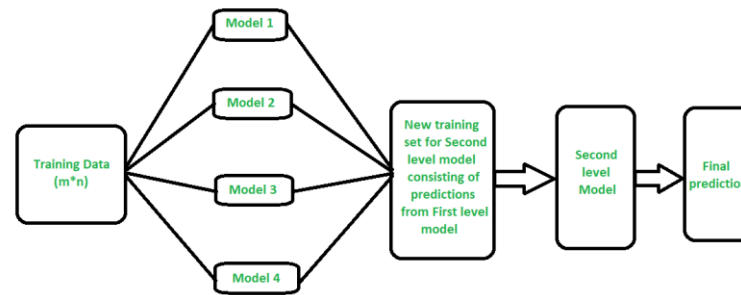 Model 1
Model 2
Training Data
(m*n)
Model 3
Model 4
New training
set for Second
level model
consisting of
predictions
from First level
model
Second
level
Model
Final
prediction